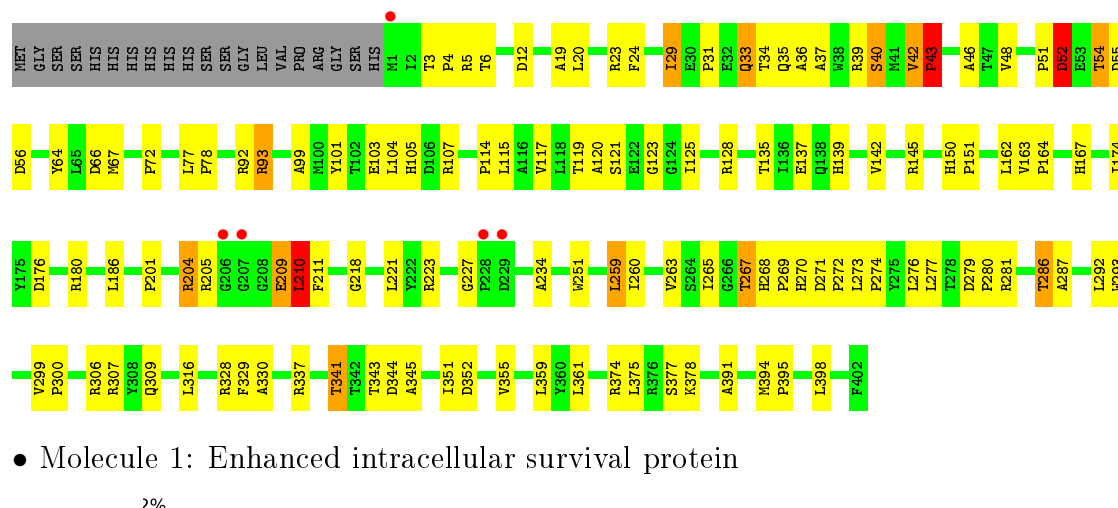 MET GLY SER SER HIS HIS HIS HIS HIS HIS SER SER GLY LEU VAL PRO ARG GLY SER HIS M1 I2 T3 P4 R5 T6 D12 A19 L20 R23 F24 I29 E30 P31 E32 Q33 T34 Q35 A36 A37 W38 R39 S40 M41 V42 P43 A46 T47 V48 P51 D52 E53 T54 D55
D56 Y64 L65 D66 M67 P72 L77 P78 R92 R93 A99 M100 Y101 T102 E103 L104 H105 D106 R107 P114 L115 A116 V117 L118 T119 A120 S121 E122 G123 G124 I125 R128 T135 I136 E137 Q138 H139 V142 R145 H150 P151 L162 V163 P164 H167 I174
Y175 D176 R180 L186 P201 R204 R205 G206 G207 G208 E209 L210 F211 G218 L221 Y222 R223 G227 P228 D229 A234 W251 L259 L260 V263 S264 I265 G266 T267 H268 P269 H270 D271 P272 L273 P274 Y275 L276 L277 T278 D279 P280 R281 T286 A287 L292 W293
V299 P300 R306 R307 Y308 Q309 L316 R328 F329 A330 R337 T341 T342 T343 D344 A345 I351 D352 V355 L359 Y360 L361 R374 L375 R376 S377 K378 A391 M394 P395 L398 F402
• Molecule 1: Enhanced intracellular survival protein
2%